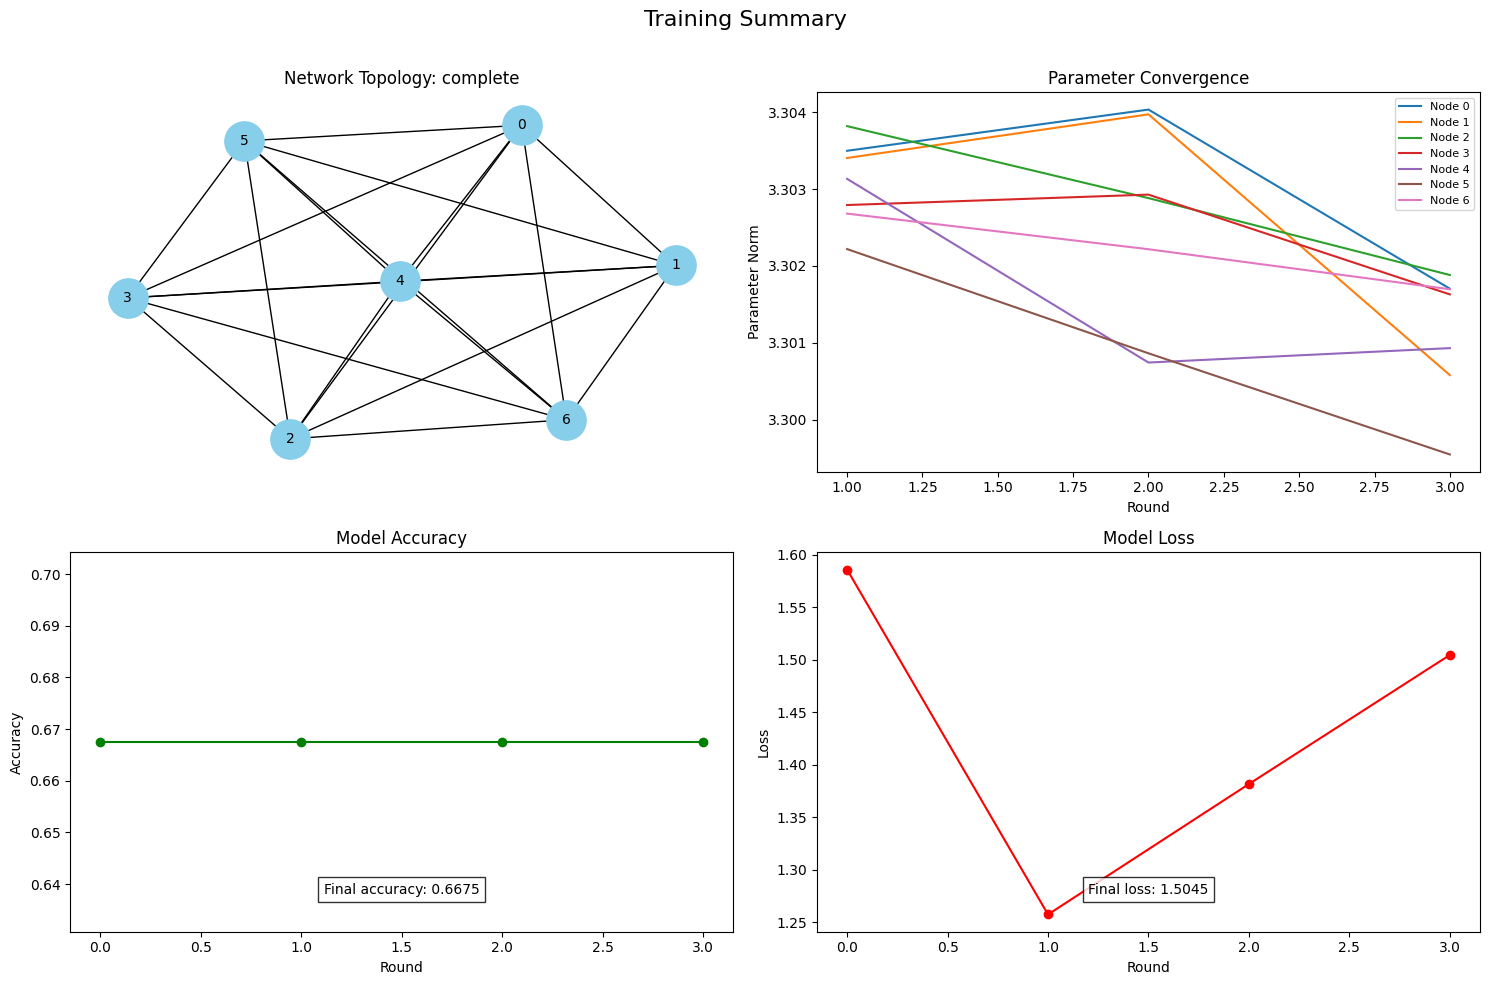 Training Summary
Network Topology: complete
0
5
1
4
3
6
2
Parameter Convergence
Parameter Norm
3.304
3.303
3.302
3.301
3.300
Node 0
Node 1
Node 2
Node 3
Node 4
Node 5
Node 6
1.00 1.25 1.50 1.75 2.00 2.25 2.50 2.75 3.00
Round
Model Accuracy
Accuracy
0.70
0.69
0.68
0.67
0.66
0.65
0.64
Final accuracy: 0.6675
0.0 0.5 1.0 1.5 2.0 2.5 3.0
Round
Model Loss
Loss
1.60
1.55
1.50
1.45
1.40
1.35
1.30
1.25
Final loss: 1.5045
0.0 0.5 1.0 1.5 2.0 2.5 3.0
Round